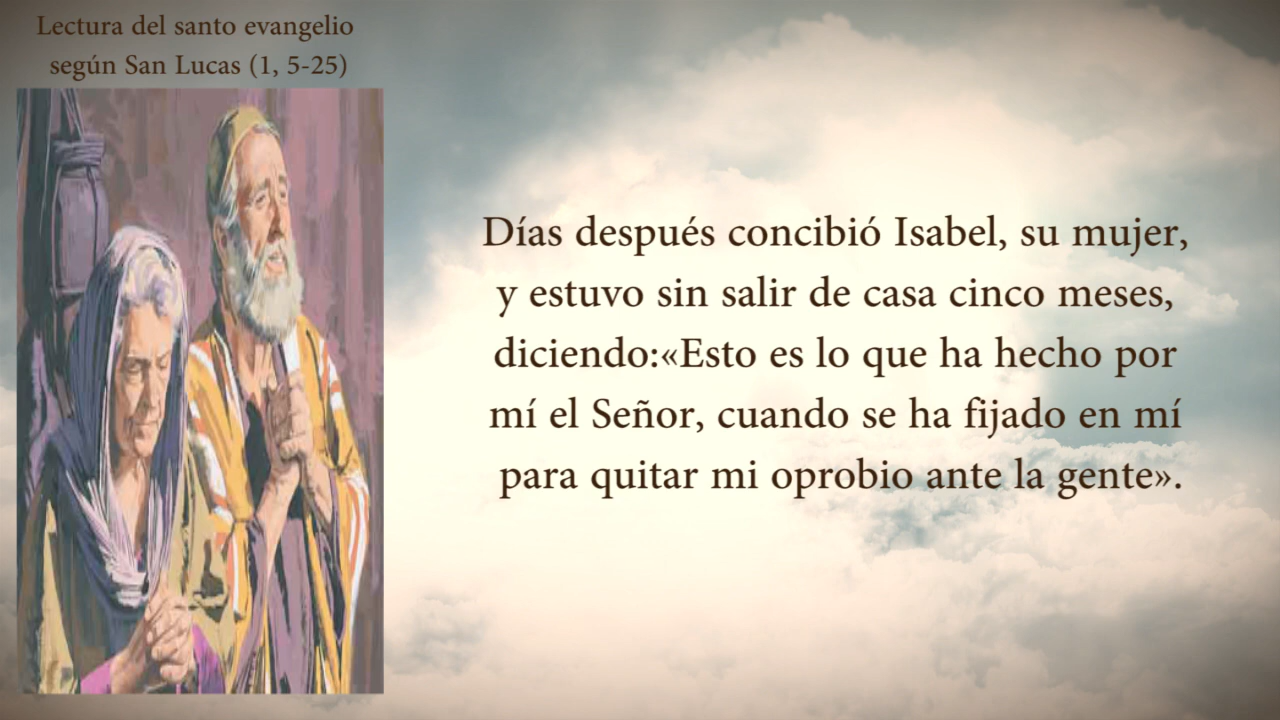 Lectura del santo evangelio
según San Lucas (1, 5-25)
Días después concibió Isabel, su mujer,
y estuvo sin salir de casa cinco meses,
diciendo:«Esto es lo que ha hecho por
mí el Señor, cuando se ha fijado en mí
para quitar mi oprobio ante la gente».